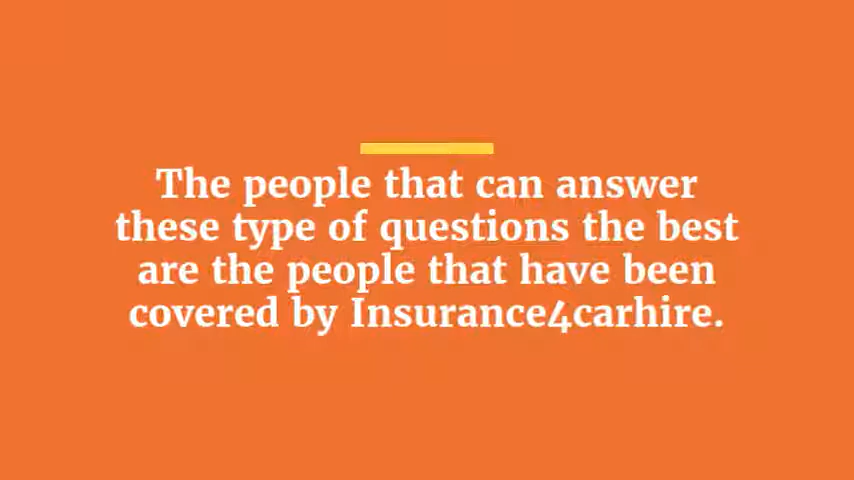 The people that can answer
these type of questions the best
are the people that have been
covered by Insurance4carhire.